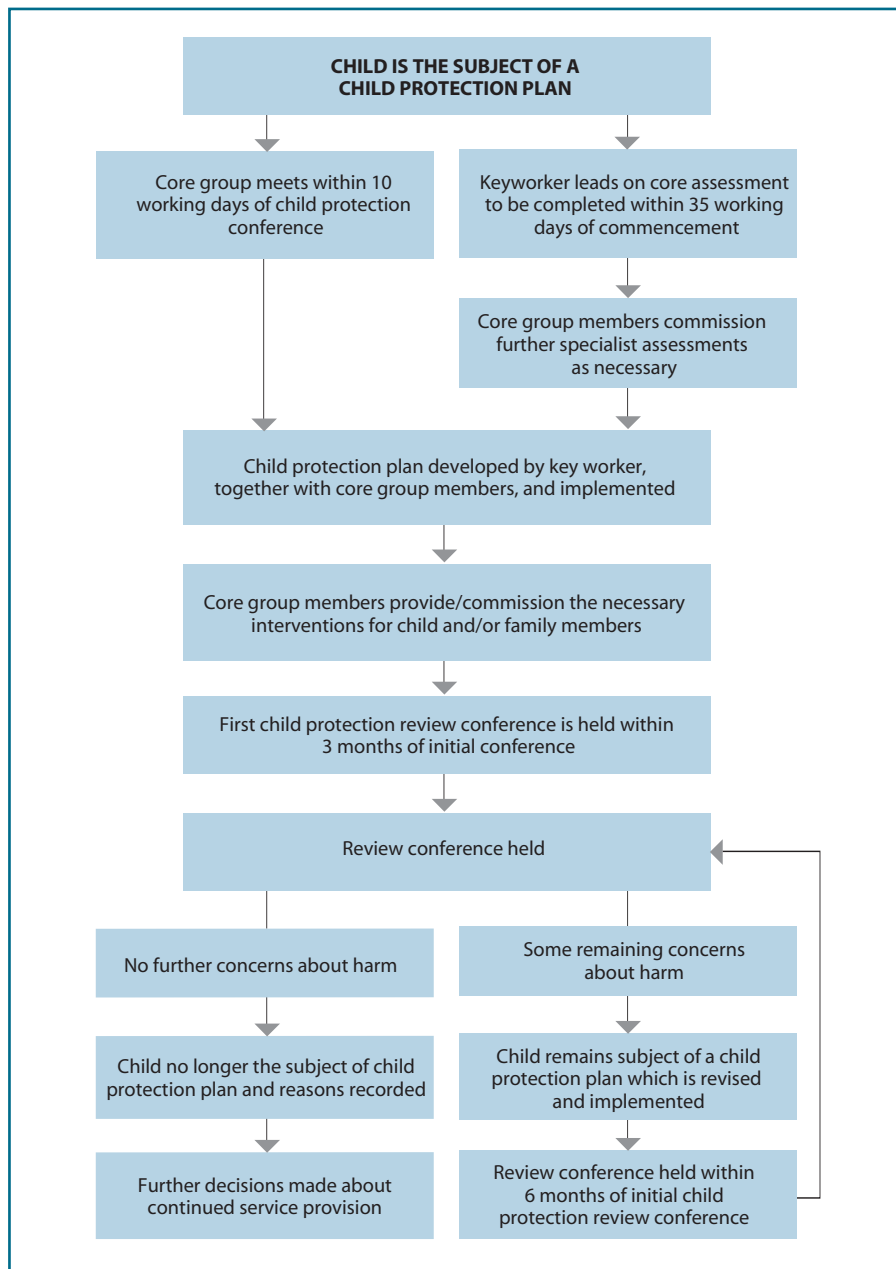 CHILD IS THE SUBJECT OF A
CHILD PROTECTION PLAN
Core group meets within 10
working days of child protection
conference
Keyworker leads on core assessment
to be completed within 35 working
days of commencement
Core group members commission
further specialist assessments
as necessary
Child protection plan developed by key worker,
together with core group members, and implemented
Core group members provide/commission the necessary
interventions for child and/or family members
First child protection review conference is held within
3 months of initial conference
Review conference held
No further concerns about harm
Some remaining concerns
about harm
Child no longer the subject of child
protection plan and reasons recorded
Child remains subject of a child
protection plan which is revised
and implemented
Further decisions made about
continued service provision
Review conference held within
6 months of initial child
protection review conference